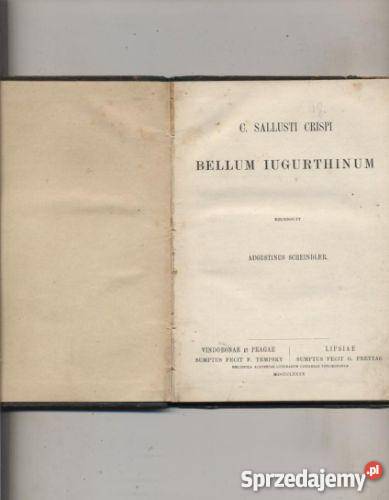 C. SALLUSTI CRISPI
BELLUM IUGURTHINUM
RECENSUIT
AUGUSTINUS SCHEINDLER.
VINDOBONAE ET PRAGAE
SUMPTUS FECIT F. TEMPSKY
LIPSIAE
SUMPTUS FECIT G. FREYTAG
Sprzedajemy.pl